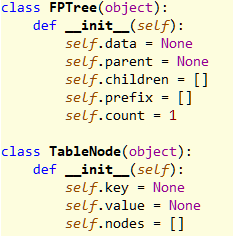 class FPTree(object):
    def __init__(self):
        self.data = None
        self.parent = None
        self.children = []
        self.prefix = []
        self.count = 1

class TableNode(object):
    def __init__(self):
        self.key = None
        self.value = None
        self.nodes = []